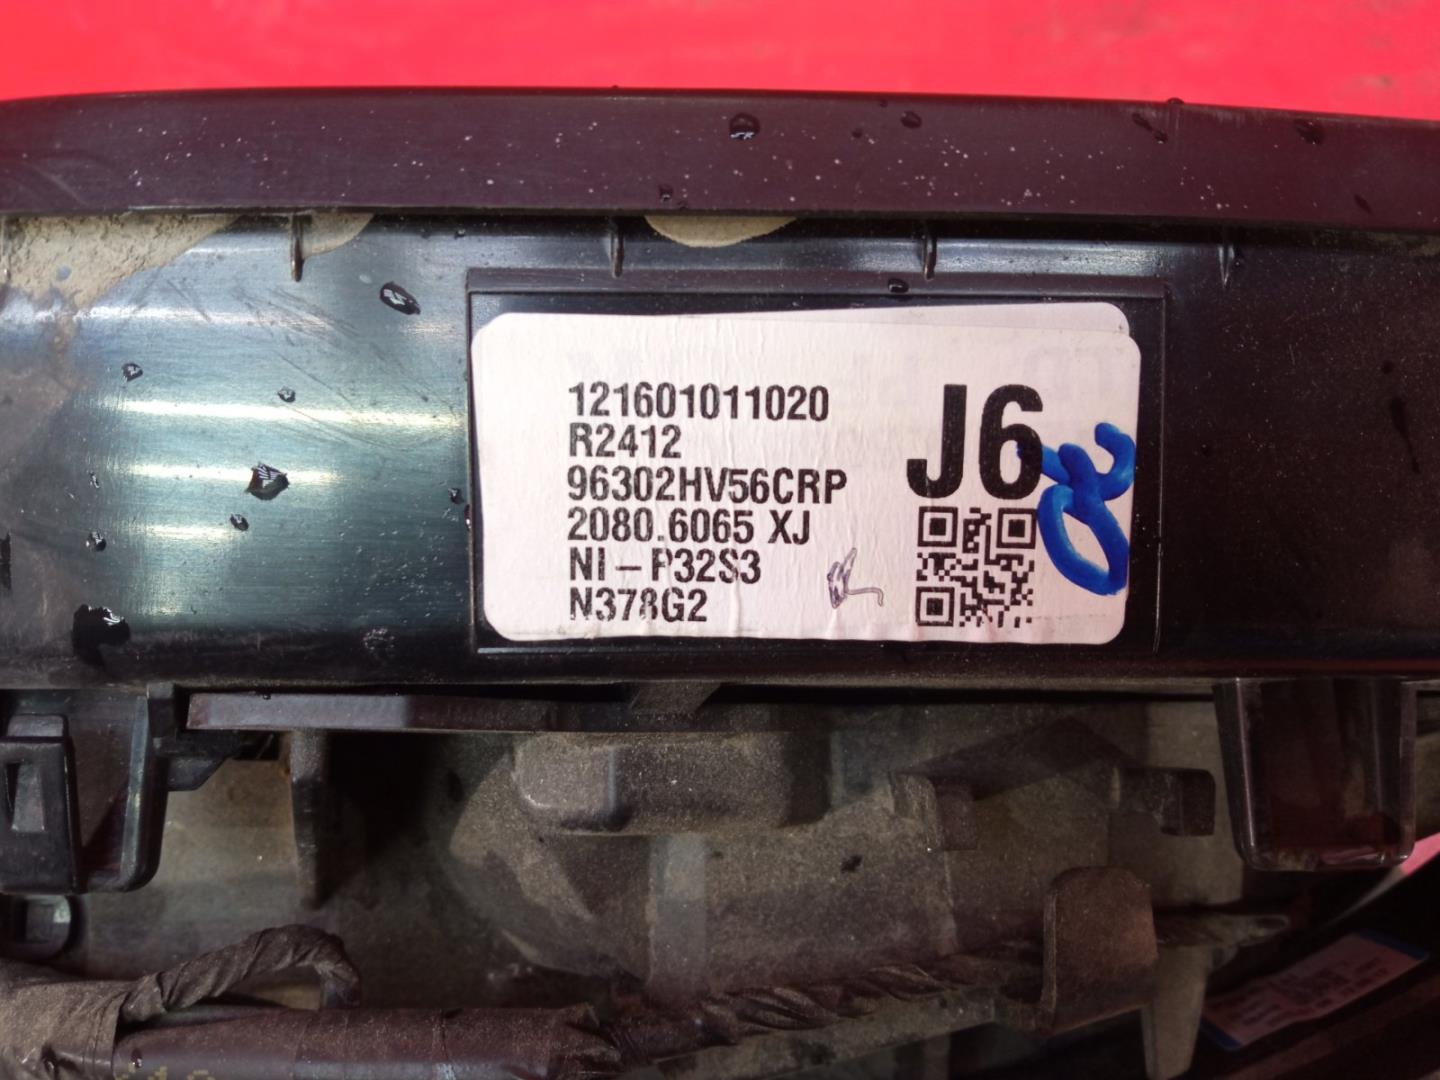 121601011020
R2412
96302HV56CRP
2080.6065 XJ
NI-P32S3
N378G2
J6